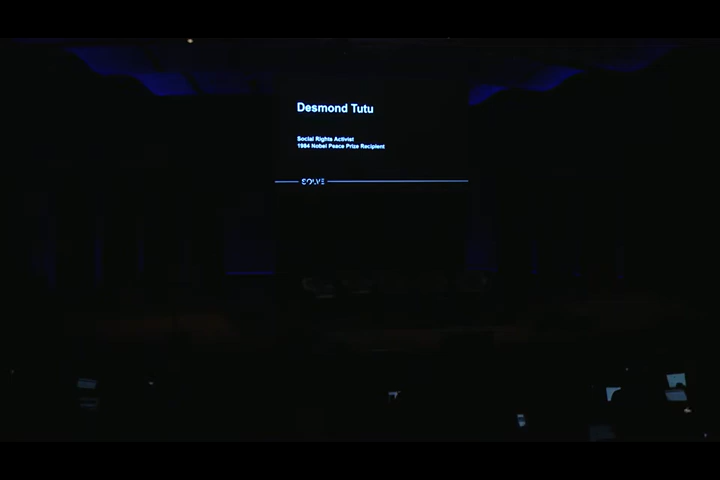 Desmond Tutu
Social Rights Activist
1984 Nobel Peace Prize Recipient
SOLVE